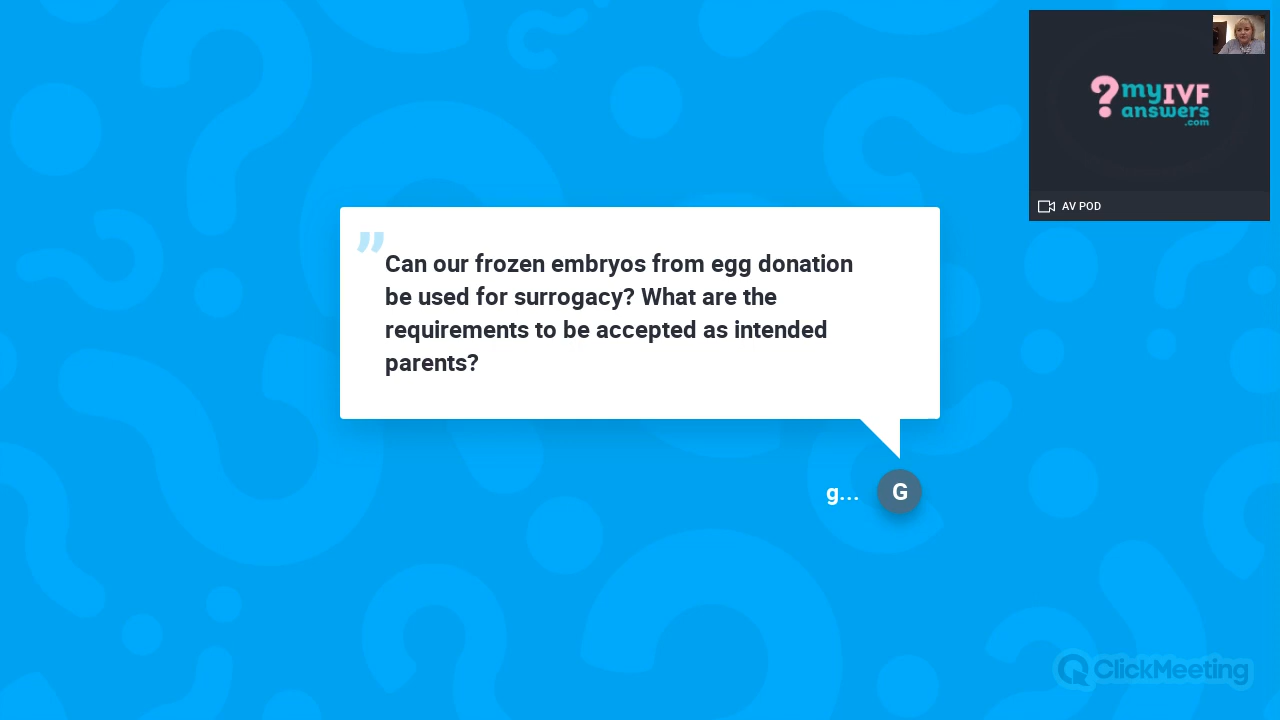 myIVF
answers
.com
AV POD
”
Can our frozen embryos from egg donation
be used for surrogacy? What are the
requirements to be accepted as intended
parents?
g...
G
ClickMeeting